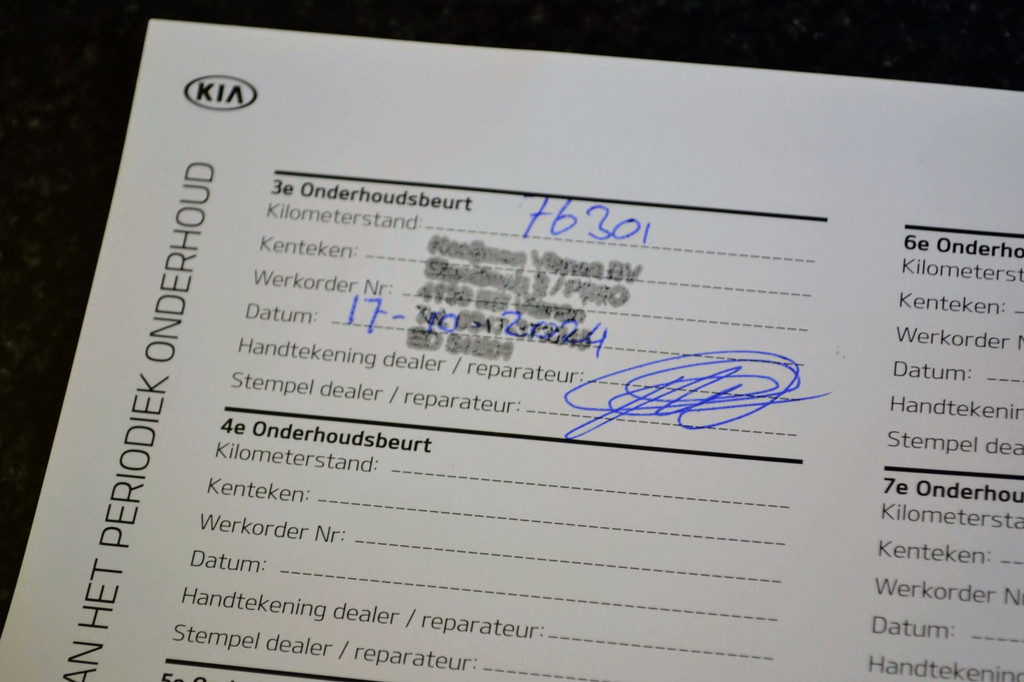 KIA
AN HET PERIODIEK ONDERHOUD
3e Onderhoudsbeurt
Kilometerstand: 76301
Kenteken:
Werkorder Nr:
Datum: 17-10-2024
Handtekening dealer / reparateur:
Stempel dealer / reparateur:
4e Onderhoudsbeurt
Kilometerstand:
Kenteken:
Werkorder Nr:
Datum:
Handtekening dealer / reparateur:
Stempel dealer / reparateur:
6e Onderho
Kilometerst
Kenteken:
Werkorder N
Datum:
Handtekenin
Stempel dea
7e Onderhou
Kilometersta
Kenteken:
Werkorder Nr
Datum:
Handtekening